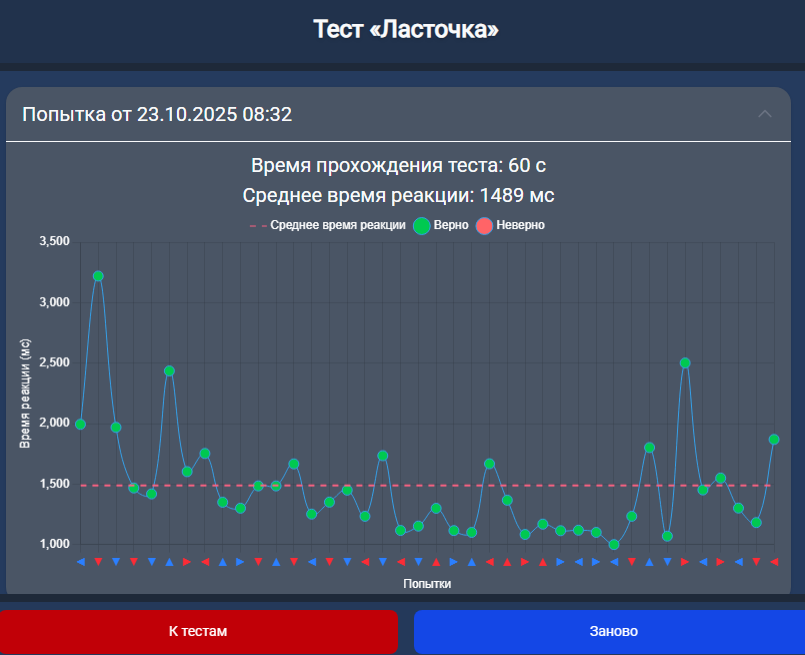 Тест «Ласточка»
Попытка от 23.10.2025 08:32
Время прохождения теста: 60 с
Среднее время реакции: 1489 мс
Среднее время реакции Верно Неверно
3,500
3,000
2,500
2,000
1,500
1,000
Время реакции (мс)
Попытки
К тестам
Заново